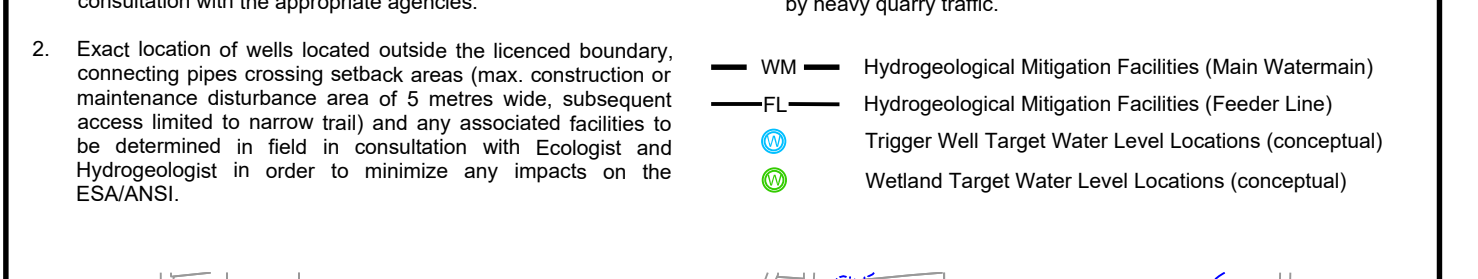 consultation with the appropriate agencies.
2. Exact location of wells located outside the licenced boundary,
connecting pipes crossing setback areas (max. construction or
maintenance disturbance area of 5 metres wide, subsequent
access limited to narrow trail) and any associated facilities to
be determined in field in consultation with Ecologist and
Hydrogeologist in order to minimize any impacts on the
ESA/ANSI.
by heavy quarry traffic.
WM Hydrogeological Mitigation Facilities (Main Watermain)
FL Hydrogeological Mitigation Facilities (Feeder Line)
W Trigger Well Target Water Level Locations (conceptual)
W Wetland Target Water Level Locations (conceptual)